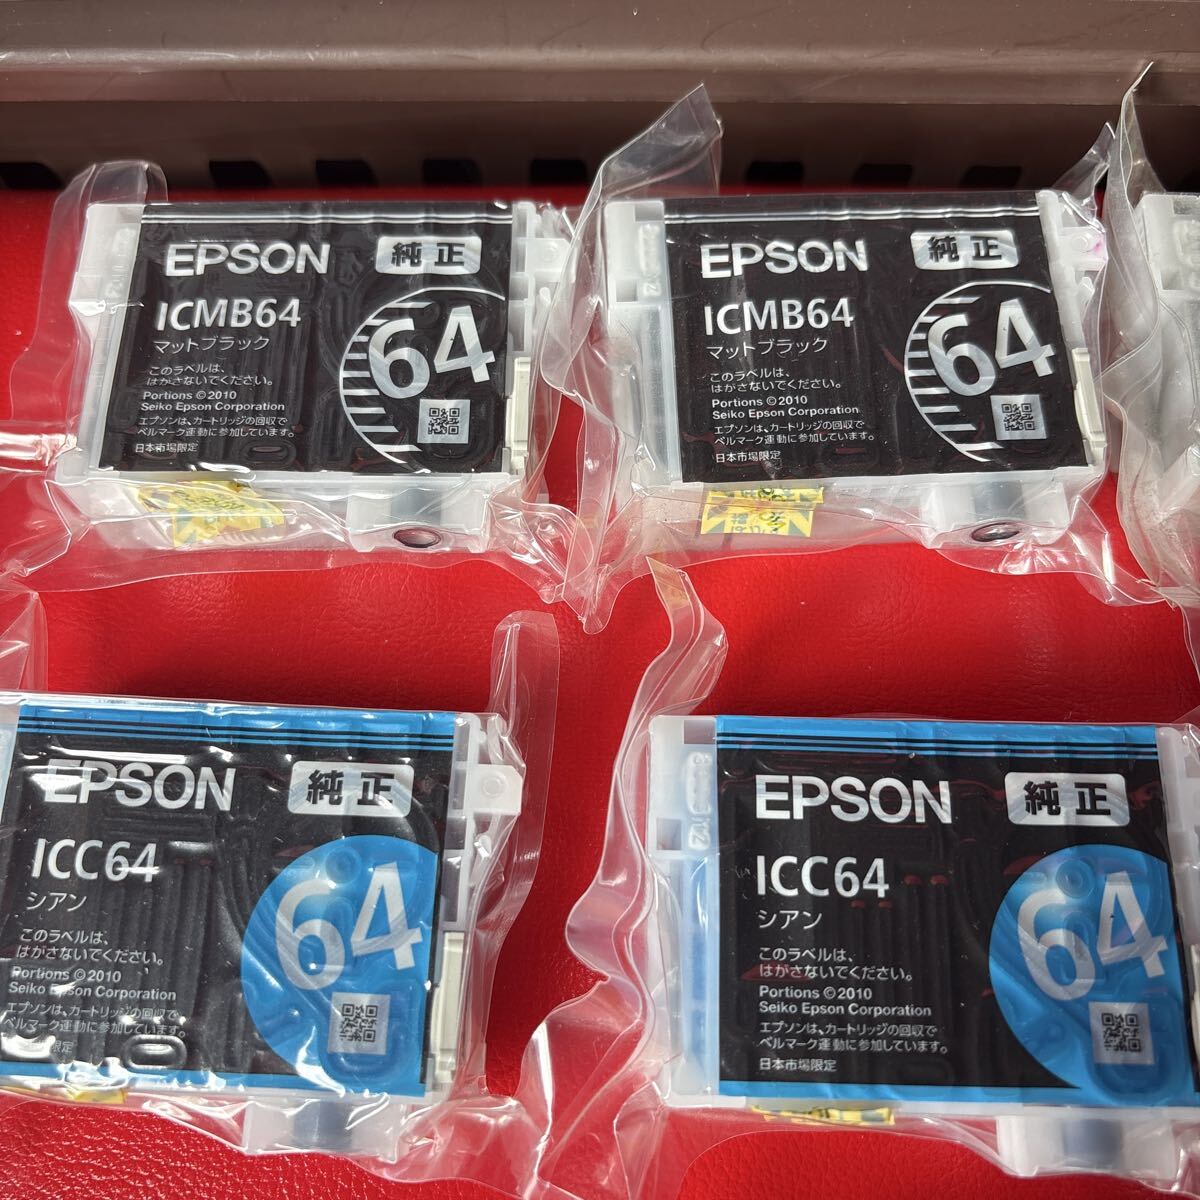 EPSON 純正
ICMB64
マットブラック
64
このラベルは、
はがさないでください。
Portions ©2010
Seiko Epson Corporation
エプソンは、カートリッジの回収で
ベルマーク運動に参加しています。
日本市場限定
EPSON 純正
ICMB64
マットブラック
64
このラベルは、
はがさないでください。
Portions ©2010
Seiko Epson Corporation
エプソンは、カートリッジの回収で
ベルマーク運動に参加しています。
日本市場限定
EPSON 純正
ICC64
シアン
64
このラベルは、
はがさないでください。
Portions ©2010
Seiko Epson Corporation
エプソンは、カートリッジの回収で
ベルマーク運動に参加しています。
限定
EPSON 純正
ICC64
シアン
64
このラベルは、
はがさないでください。
Portions ©2010
Seiko Epson Corporation
エプソンは、カートリッジの回収で
ベルマーク運動に参加しています。
日本市場限定